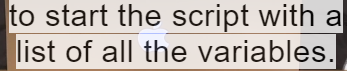 to start the script with a
list of all the variables.